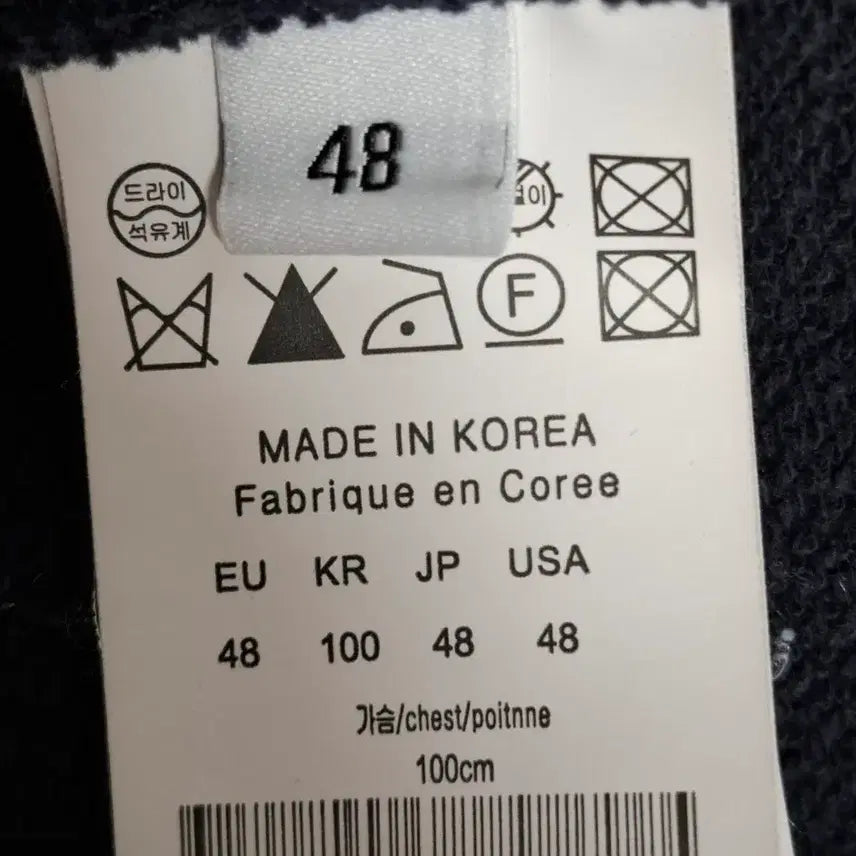 48
드라이
석유계
F
MADE IN KOREA
Fabrique en Coree
EU KR JP USA
48 100 48 48
가슴/chest/poitnne
100cm